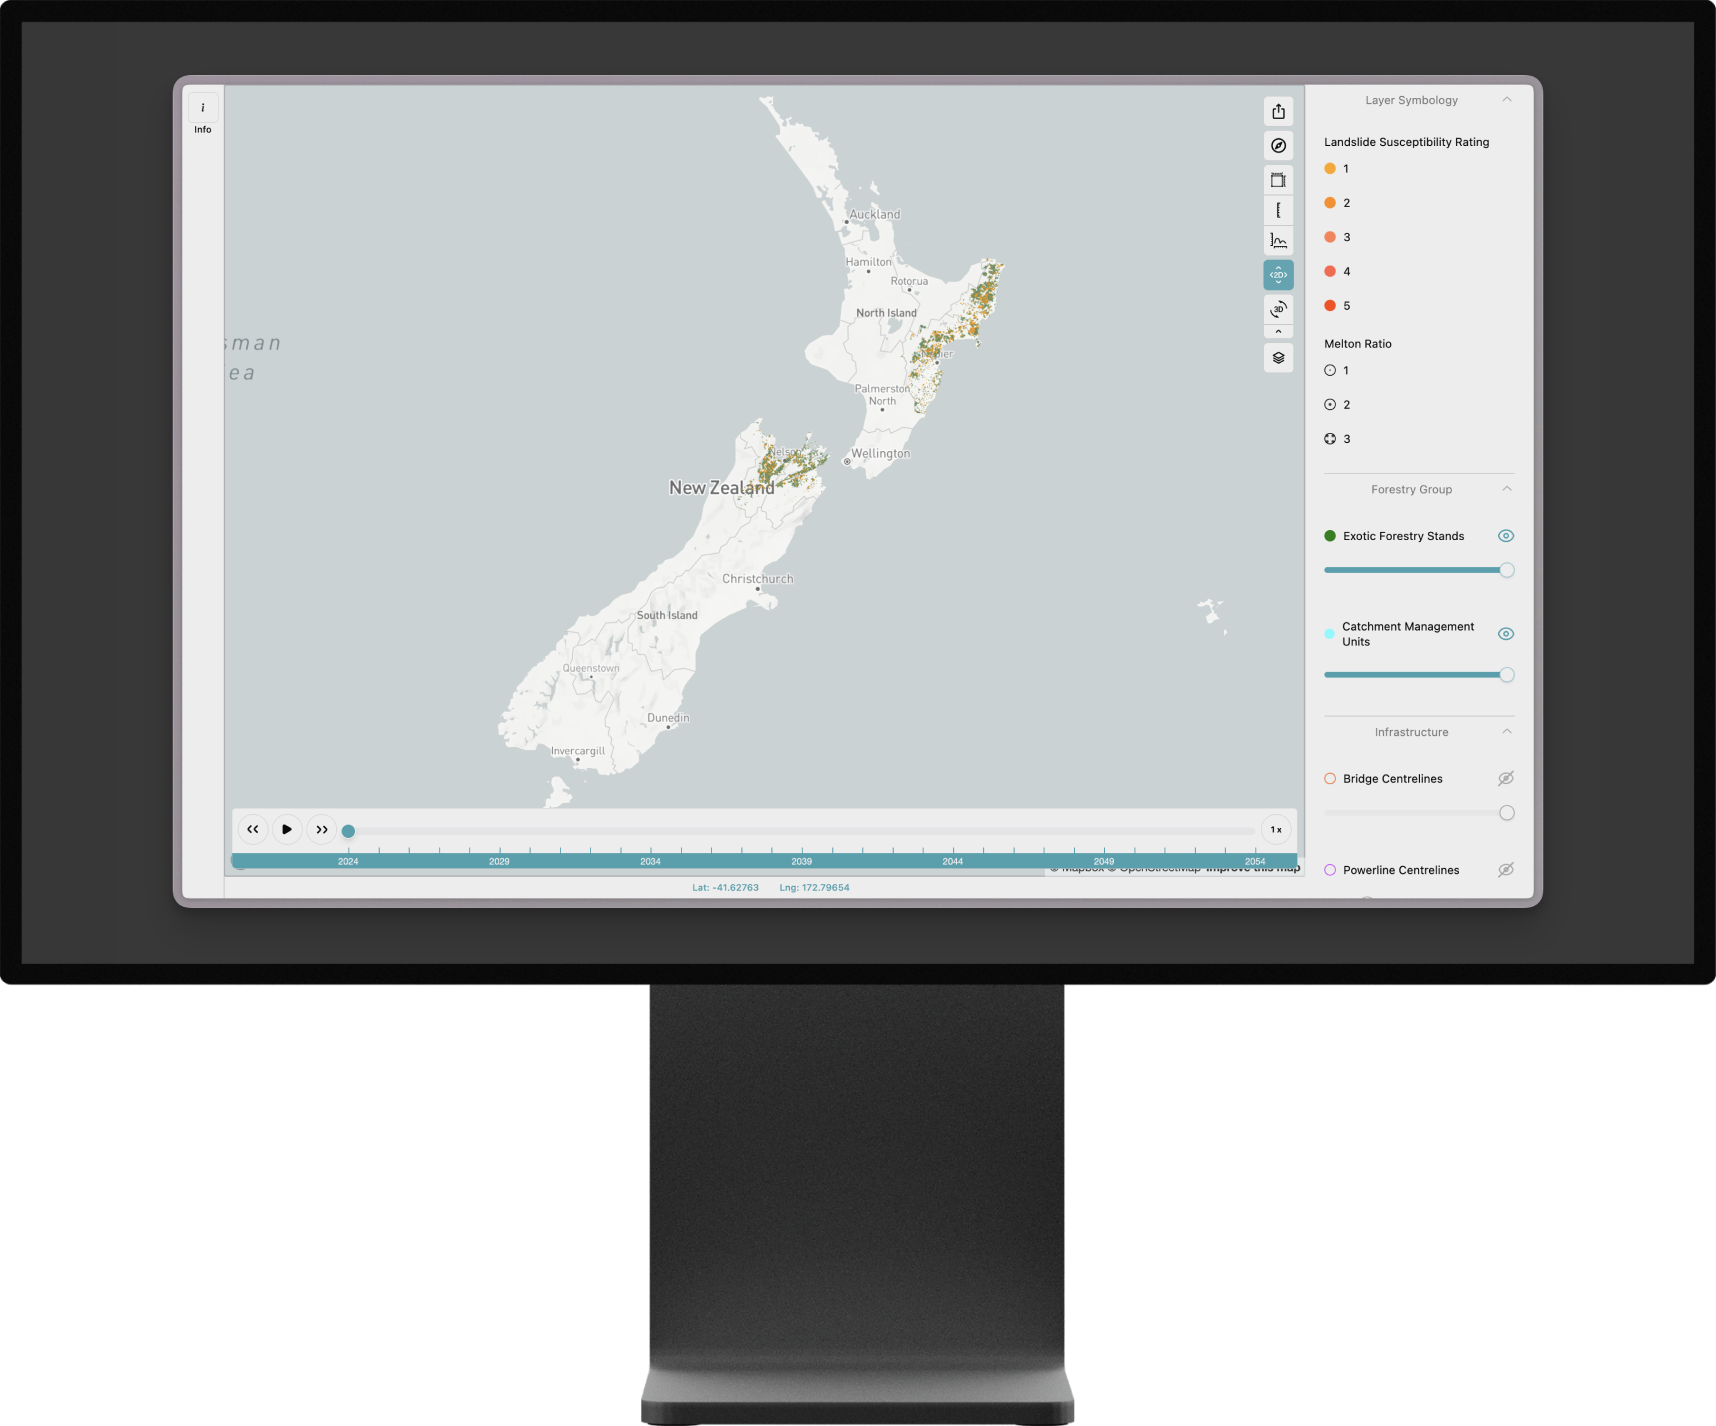 i
Info
sman
ea
Auckland
Hamilton
Rotorua
North Island
Napier
Palmerston
North
Nelson
Wellington
New Zealand
Christchurch
South Island
Queenstown
Dunedin
Invercargill
<2D>
3D
1 x
2024 2029 2034 2039 2044 2049 2054
© Mapbox © OpenStreetMap Improve this map
Lat: -41.62763 Lng: 172.79654
Layer Symbology
Landslide Susceptibility Rating
1
2
3
4
5
Melton Ratio
1
2
3
Forestry Group
Exotic Forestry Stands
Catchment Management
Units
Infrastructure
Bridge Centrelines
Powerline Centrelines